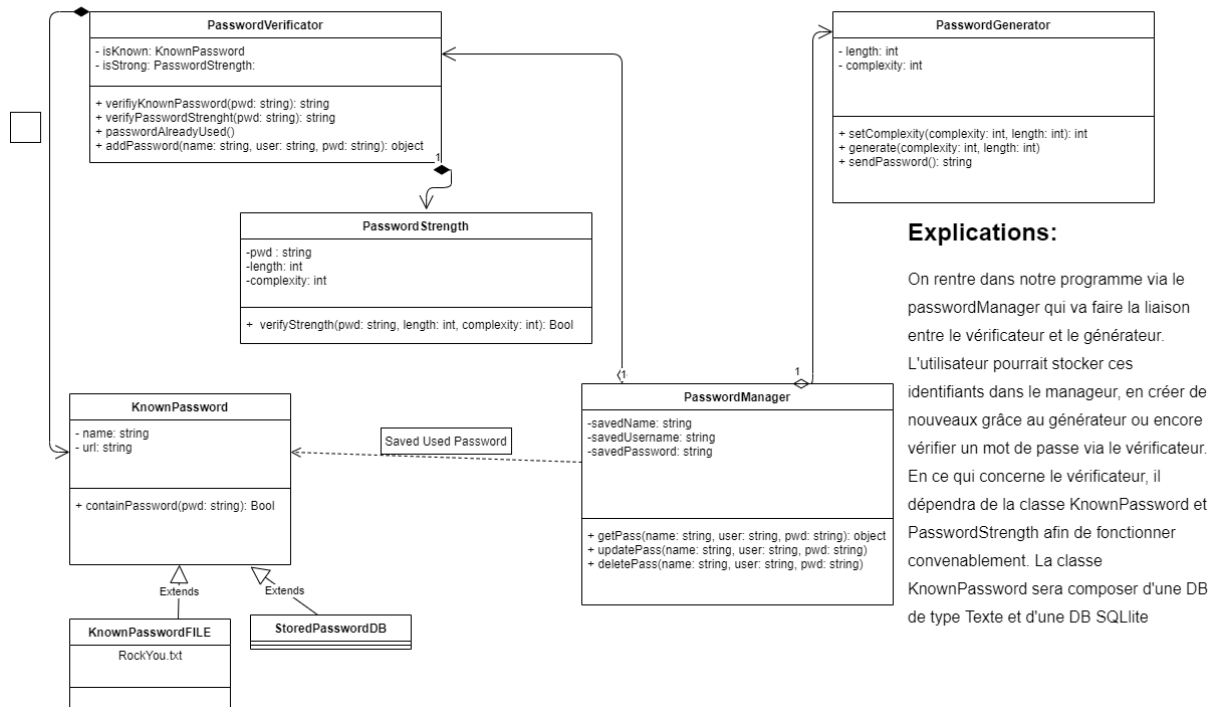 PasswordVerificator
- isKnown: KnownPassword
- isStrong: PasswordStrength:
+ verifiyKnownPassword(pwd: string): string
+ verifyPasswordStrenght(pwd: string): string
+ passwordAlreadyUsed()
+ addPassword(name: string, user: string, pwd: string): object
1
PasswordGenerator
- length: int
- complexity: int
+ setComplexity(complexity: int, length: int): int
+ generate(complexity: int, length: int)
+ sendPassword(): string
PasswordStrength
-pwd : string
-length: int
-complexity: int
+ verifyStrength(pwd: string, length: int, complexity: int): Bool
Explications:
On rentre dans notre programme via le
passwordManager qui va faire la liaison
entre le vérificateur et le générateur.
L'utilisateur pourrait stocker ces
identifiants dans le manageur, en créer de
nouveaux grâce au générateur ou encore
vérifier un mot de passe via le vérificateur.
En ce qui concerne le vérificateur, il
dépendra de la classe KnownPassword et
PasswordStrength afin de fonctionner
convenablement. La classe
KnownPassword sera composer d'une DB
de type Texte et d'une DB SQLlite
1
1
PasswordManager
-savedName: string
-savedUsername: string
-savedPassword: string
+ getPass(name: string, user: string, pwd: string): object
+ updatePass(name: string, user: string, pwd: string)
+ deletePass(name: string, user: string, pwd: string)
Saved Used Password
KnownPassword
- name: string
- url: string
+ containPassword(pwd: string): Bool
Extends
Extends
KnownPasswordFILE
RockYou.txt
StoredPasswordDB